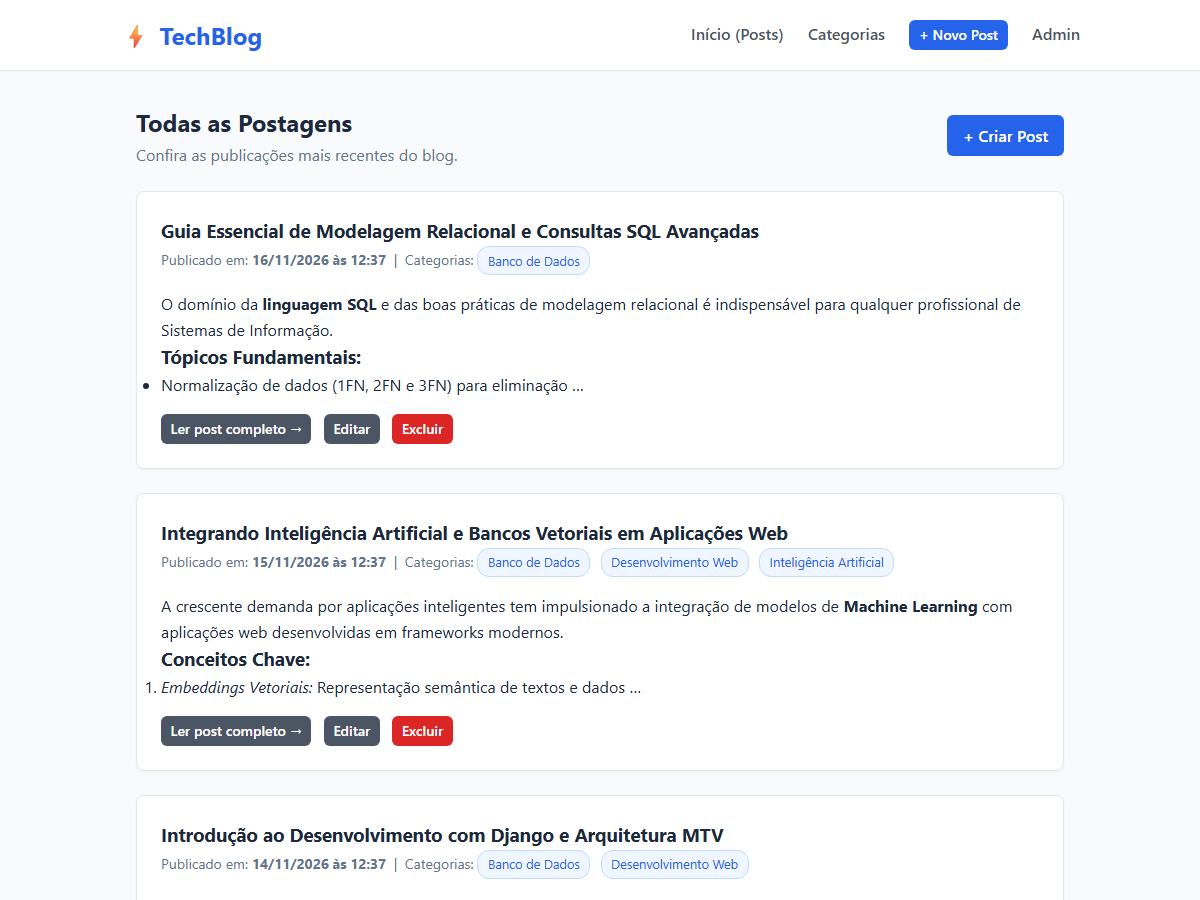 TechBlog
Início (Posts)
Categorias
+ Novo Post
Admin
Todas as Postagens
Confira as publicações mais recentes do blog.
+ Criar Post
Guia Essencial de Modelagem Relacional e Consultas SQL Avançadas
Publicado em: 16/11/2026 às 12:37 | Categorias: Banco de Dados
O domínio da linguagem SQL e das boas práticas de modelagem relacional é indispensável para qualquer profissional de
Sistemas de Informação.
Tópicos Fundamentais:
• Normalização de dados (1FN, 2FN e 3FN) para eliminação ...
Ler post completo → Editar Excluir
Integrando Inteligência Artificial e Bancos Vetoriais em Aplicações Web
Publicado em: 15/11/2026 às 12:37 | Categorias: Banco de Dados Desenvolvimento Web Inteligência Artificial
A crescente demanda por aplicações inteligentes tem impulsionado a integração de modelos de Machine Learning com
aplicações web desenvolvidas em frameworks modernos.
Conceitos Chave:
1. Embeddings Vetoriais: Representação semântica de textos e dados ...
Ler post completo → Editar Excluir
Introdução ao Desenvolvimento com Django e Arquitetura MTV
Publicado em: 14/11/2026 às 12:37 | Categorias: Banco de Dados Desenvolvimento Web